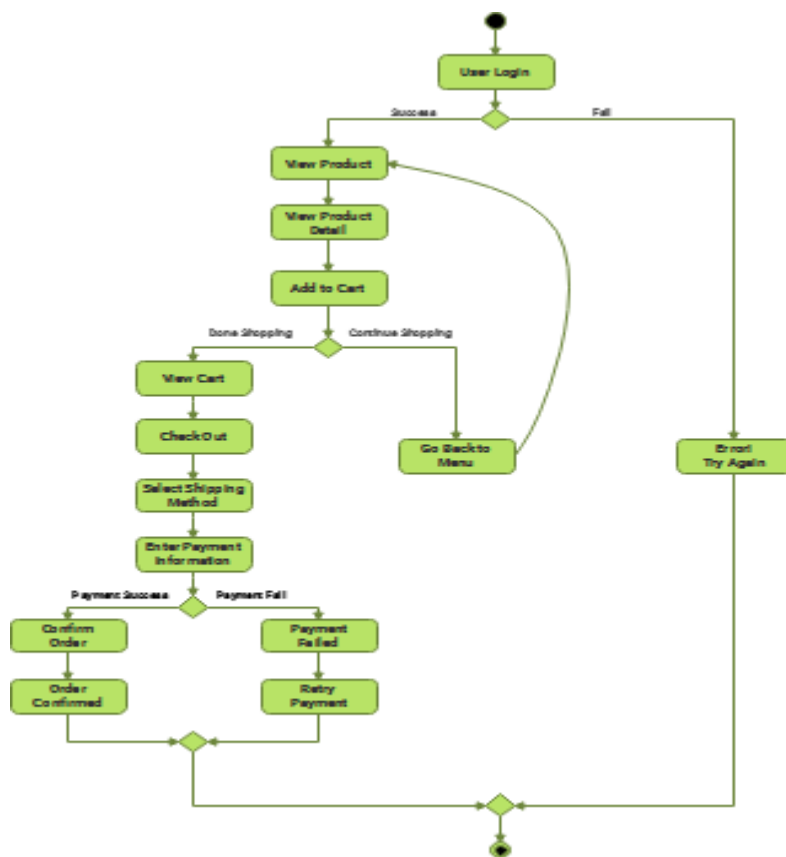 User Login
Success
Fail
View Product
View Product
Detail
Add to Cart
Done Shopping
Continue Shopping
View Cart
Check Out
Go Back to
Menu
Error!
Try Again
Select Shipping
Method
Enter Payment
Information
Payment Success
Payment Fail
Confirm
Order
Payment
Failed
Order
Confirmed
Retry
Payment